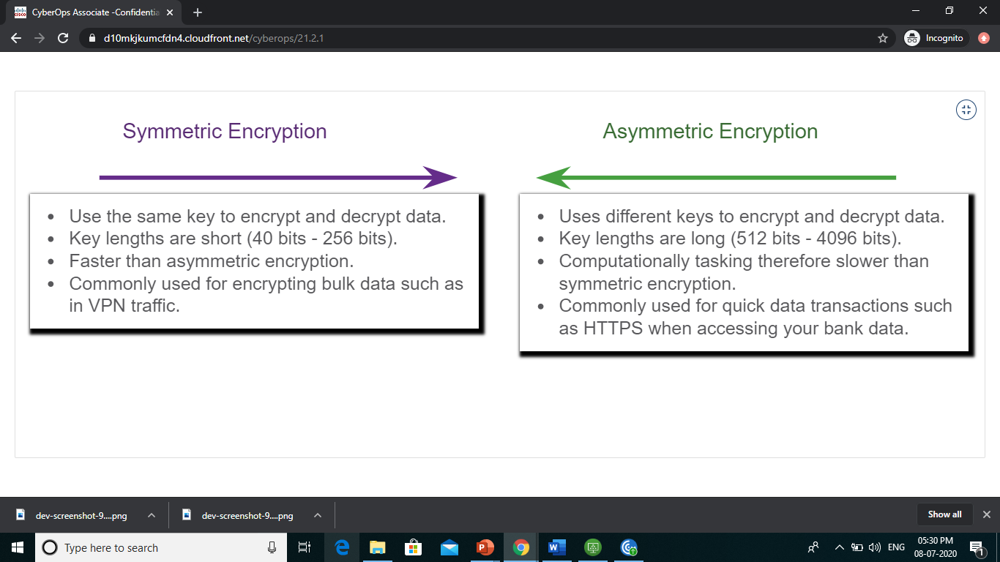 CyberOps Associate -Confidentia
d10mkjkumcfdn4.cloudfront.net/cyberops/21.2.1
Incognito
Symmetric Encryption
• Use the same key to encrypt and decrypt data.
• Key lengths are short (40 bits - 256 bits).
• Faster than asymmetric encryption.
• Commonly used for encrypting bulk data such as
in VPN traffic.
Asymmetric Encryption
• Uses different keys to encrypt and decrypt data.
• Key lengths are long (512 bits - 4096 bits).
• Computationally tasking therefore slower than
symmetric encryption.
• Commonly used for quick data transactions such
as HTTPS when accessing your bank data.
dev-screenshot-9....png
dev-screenshot-9....png
Show all
Type here to search
ENG
05:30 PM
08-07-2020
1